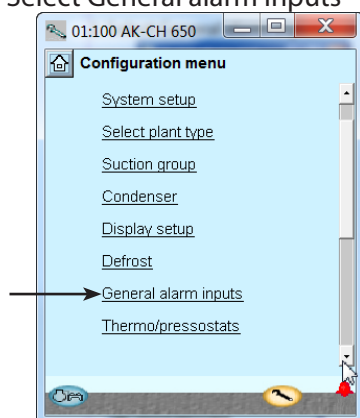 Select General alarm inputs
01:100 AK-CH 650
Configuration menu
System setup
Select plant type
Suction group
Condenser
Display setup
Defrost
General alarm inputs
Thermo/pressostats